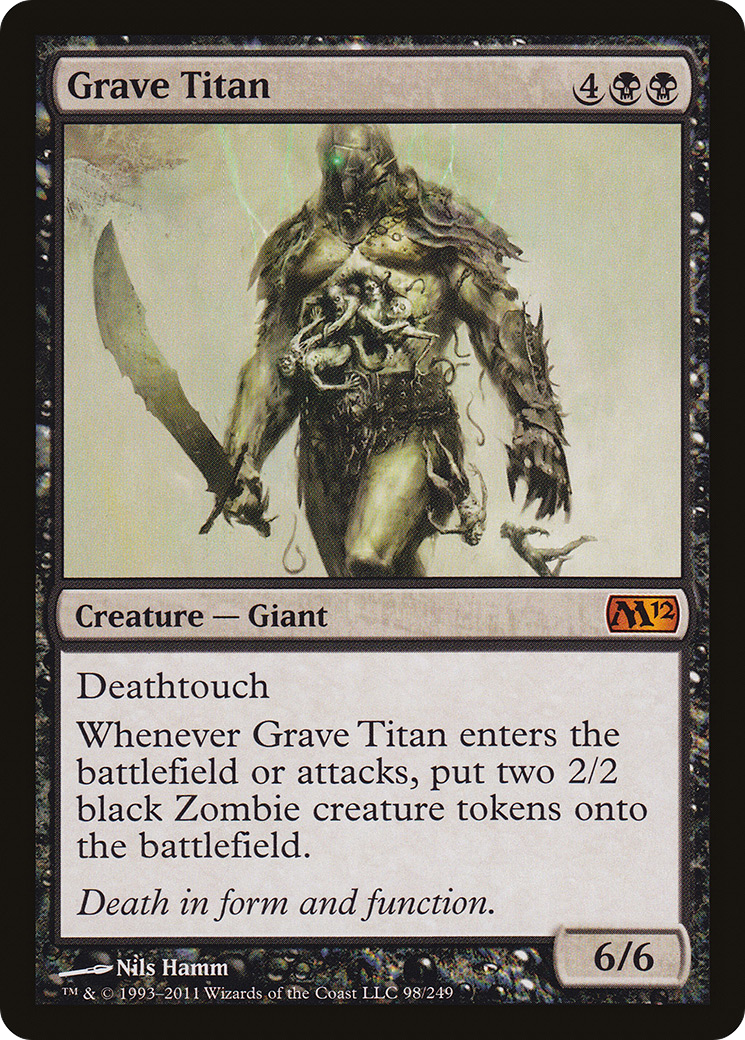 Grave Titan 4
Creature — Giant M12
Deathtouch
Whenever Grave Titan enters the
battlefield or attacks, put two 2/2
black Zombie creature tokens onto
the battlefield.
Death in form and function.
6/6
Nils Hamm
™ & © 1993–2011 Wizards of the Coast LLC 98/249